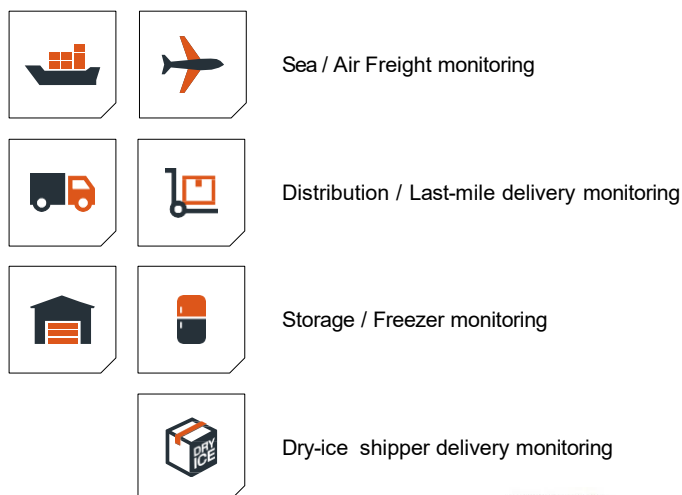 Sea / Air Freight monitoring
Distribution / Last-mile delivery monitoring
Storage / Freezer monitoring
DRY
ICE
Dry-ice shipper delivery monitoring